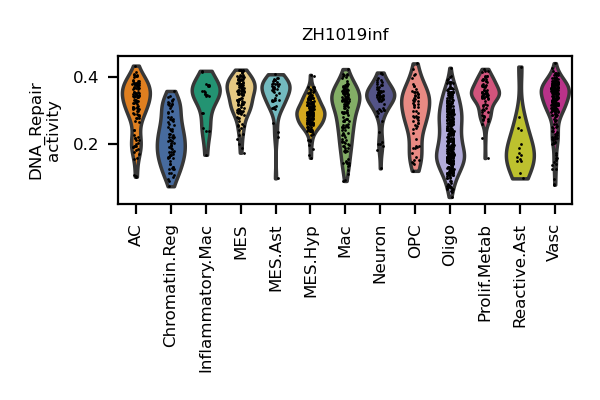 ZH1019inf
DNA_Repair
activity
0.4
0.2
AC
Chromatin.Reg
Inflammatory.Mac
MES
MES.Ast
MES.Hyp
Mac
Neuron
OPC
Oligo
Prolif.Metab
Reactive.Ast
Vasc